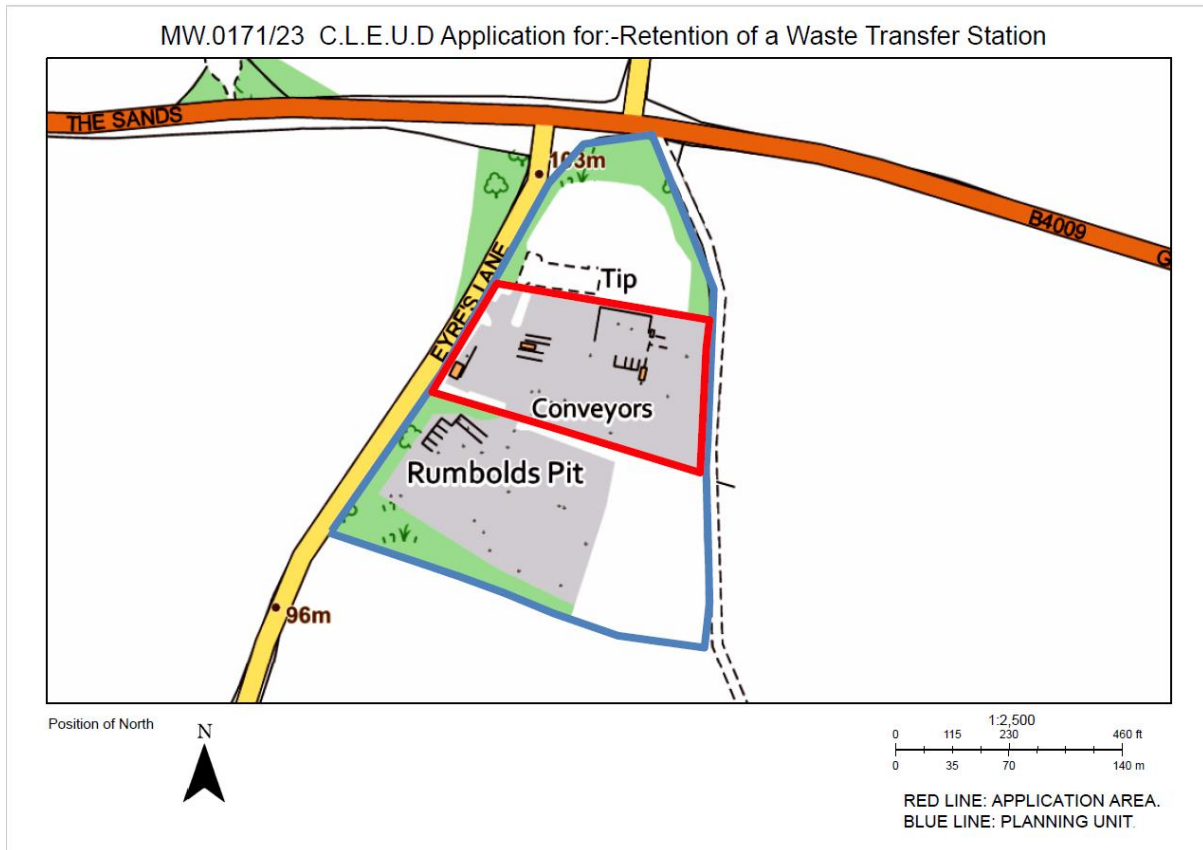 MW.0171/23 C.L.E.U.D Application for:-Retention of a Waste Transfer Station
THE SANDS
103m
B4009
G
EYRE'S LANE
Tip
Conveyors
Rumbolds Pit
96m
Position of North
N
1:2,500
0 115 230 460 ft
0 35 70 140 m
RED LINE: APPLICATION AREA.
BLUE LINE: PLANNING UNIT.